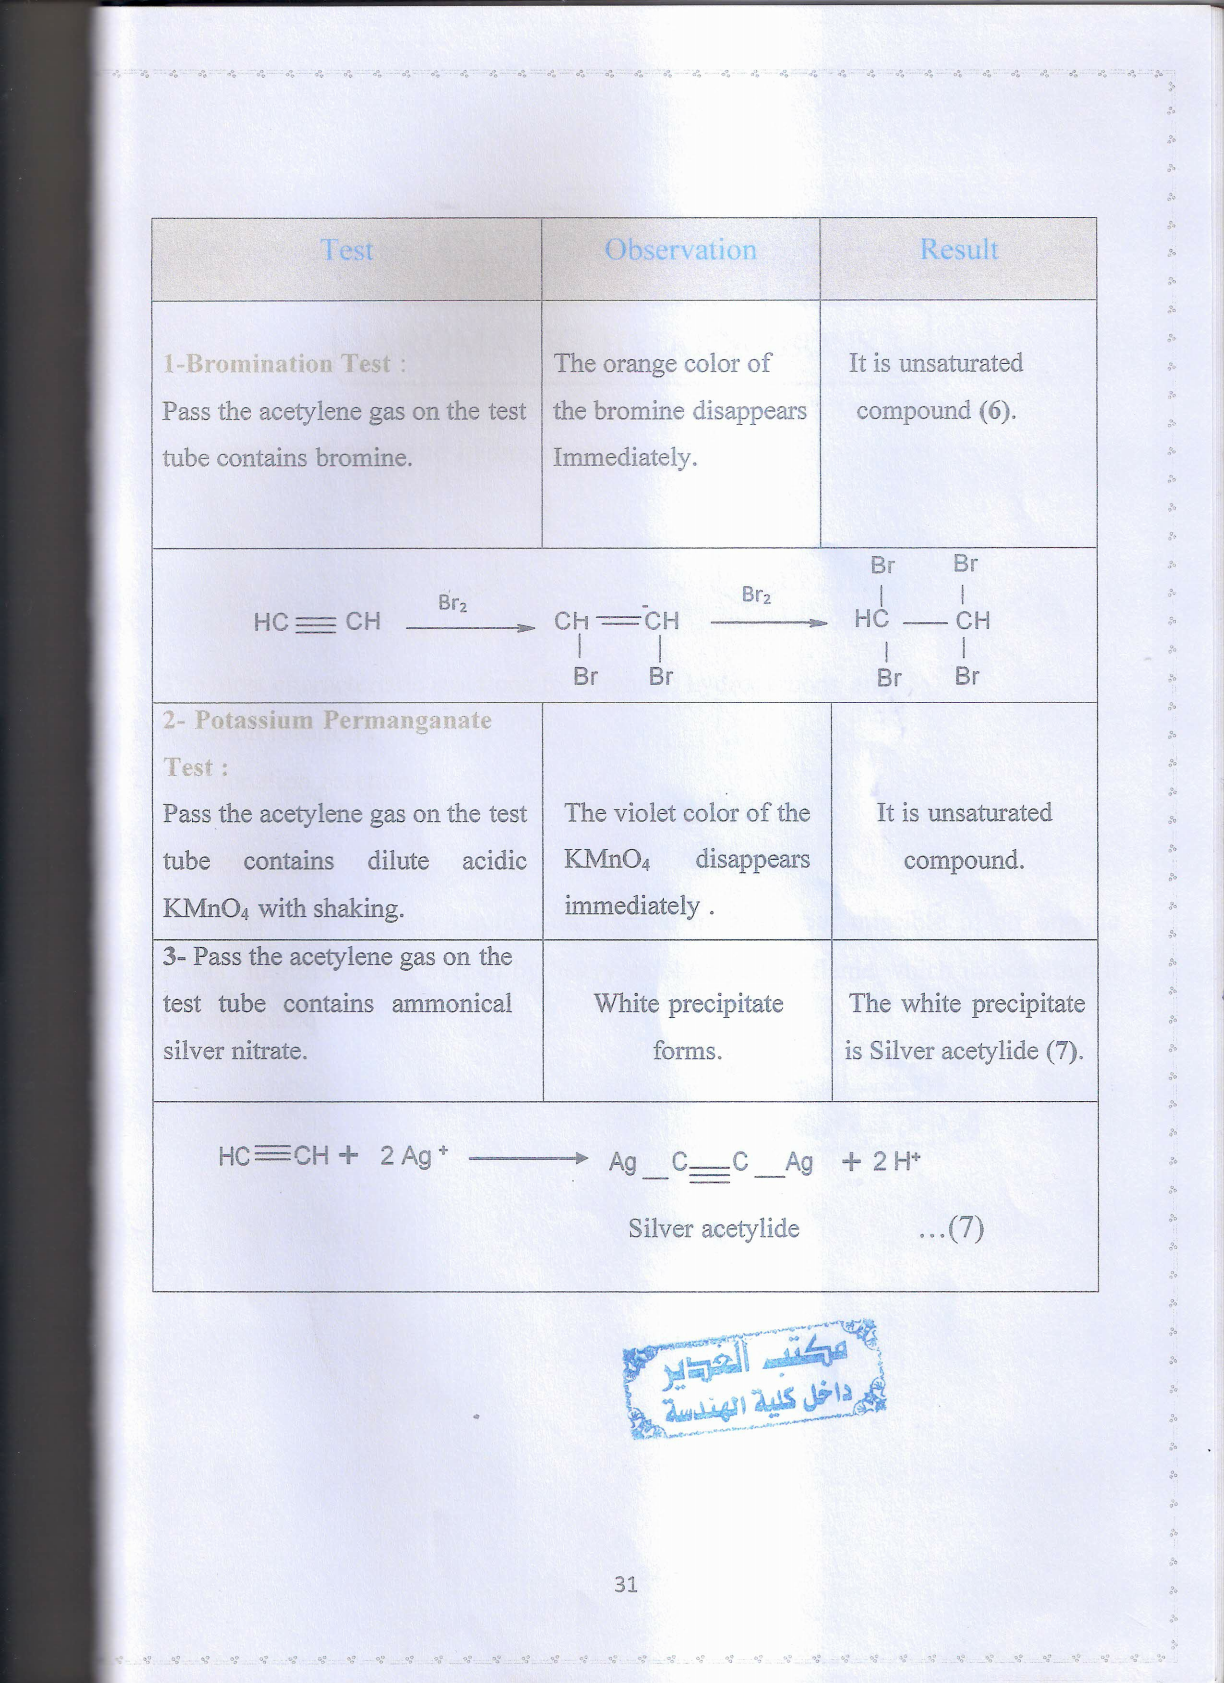 Test Observation Result
1-Bromination Test :
Pass the acetylene gas on the test
tube contains bromine.
The orange color of
the bromine disappears
Immediately.
It is unsaturated
compound (6).
Br Br
HC≡CH Br₂ CH=CH Br₂ HC—CH
Br Br Br Br
2- Potassium Permanganate
Test :
Pass the acetylene gas on the test
tube contains dilute acidic
KMnO₄ with shaking.
The violet color of the
KMnO₄ disappears
immediately .
It is unsaturated
compound.
3- Pass the acetylene gas on the
test tube contains ammonical
silver nitrate.
White precipitate
forms.
The white precipitate
is Silver acetylide (7).
HC≡CH + 2 Ag⁺ → Ag_C≡C_Ag + 2 H⁺
Silver acetylide ...(7)
مكتب الغدير
داخل كلية الهندسة
31